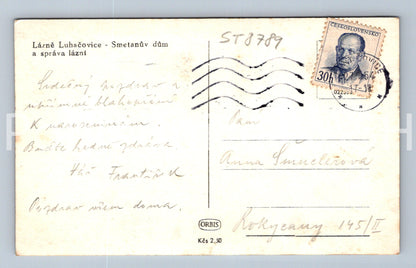 Lázně Luhačovice - Smetanův dům
a správa lázní
ST8789
ČESKOSLOVENSKO
30h
Srdečný pozdrav a
upřímné blahopřání
K narozeninám.
Buďte hodně zdráva
Váš František
Pozdrav všem doma.
Paní
Anna
Rokycany 145/II
ORBIS
Kčs 2,30